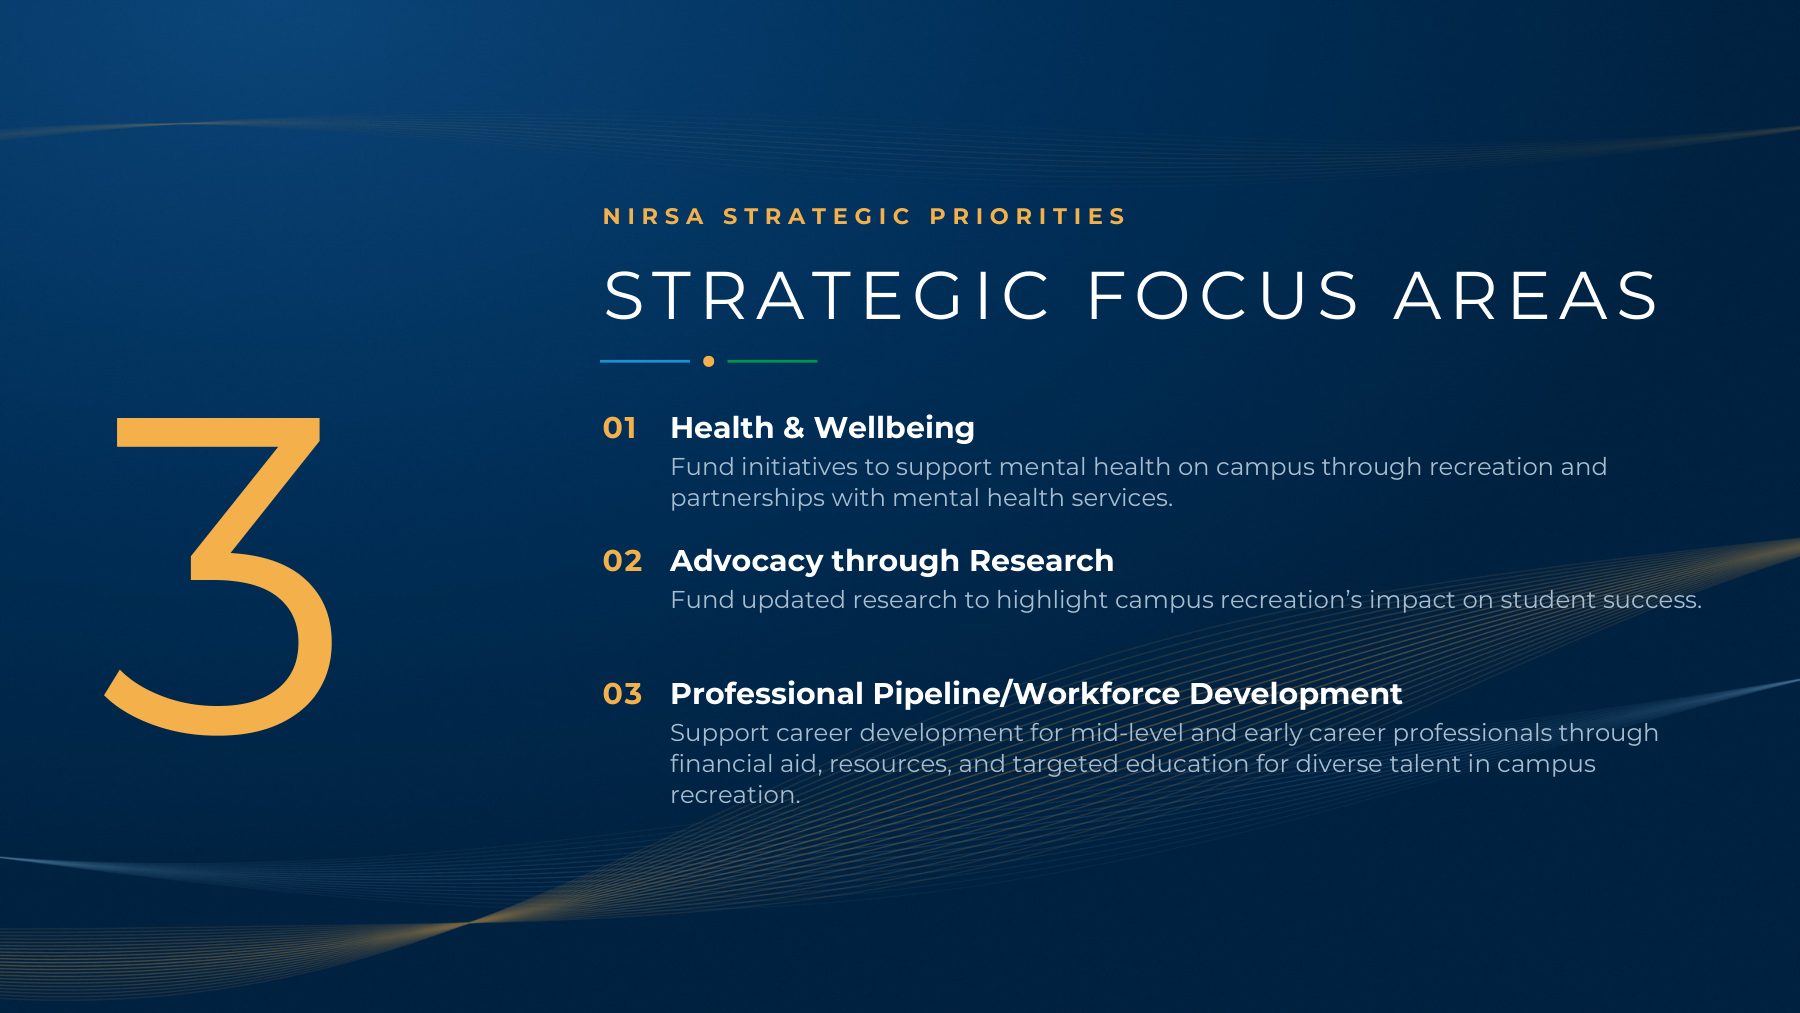 NIRSA STRATEGIC PRIORITIES
STRATEGIC FOCUS AREAS
3
01 Health & Wellbeing
Fund initiatives to support mental health on campus through recreation and
partnerships with mental health services.
02 Advocacy through Research
Fund updated research to highlight campus recreation’s impact on student success.
03 Professional Pipeline/Workforce Development
Support career development for mid-level and early career professionals through
financial aid, resources, and targeted education for diverse talent in campus
recreation.